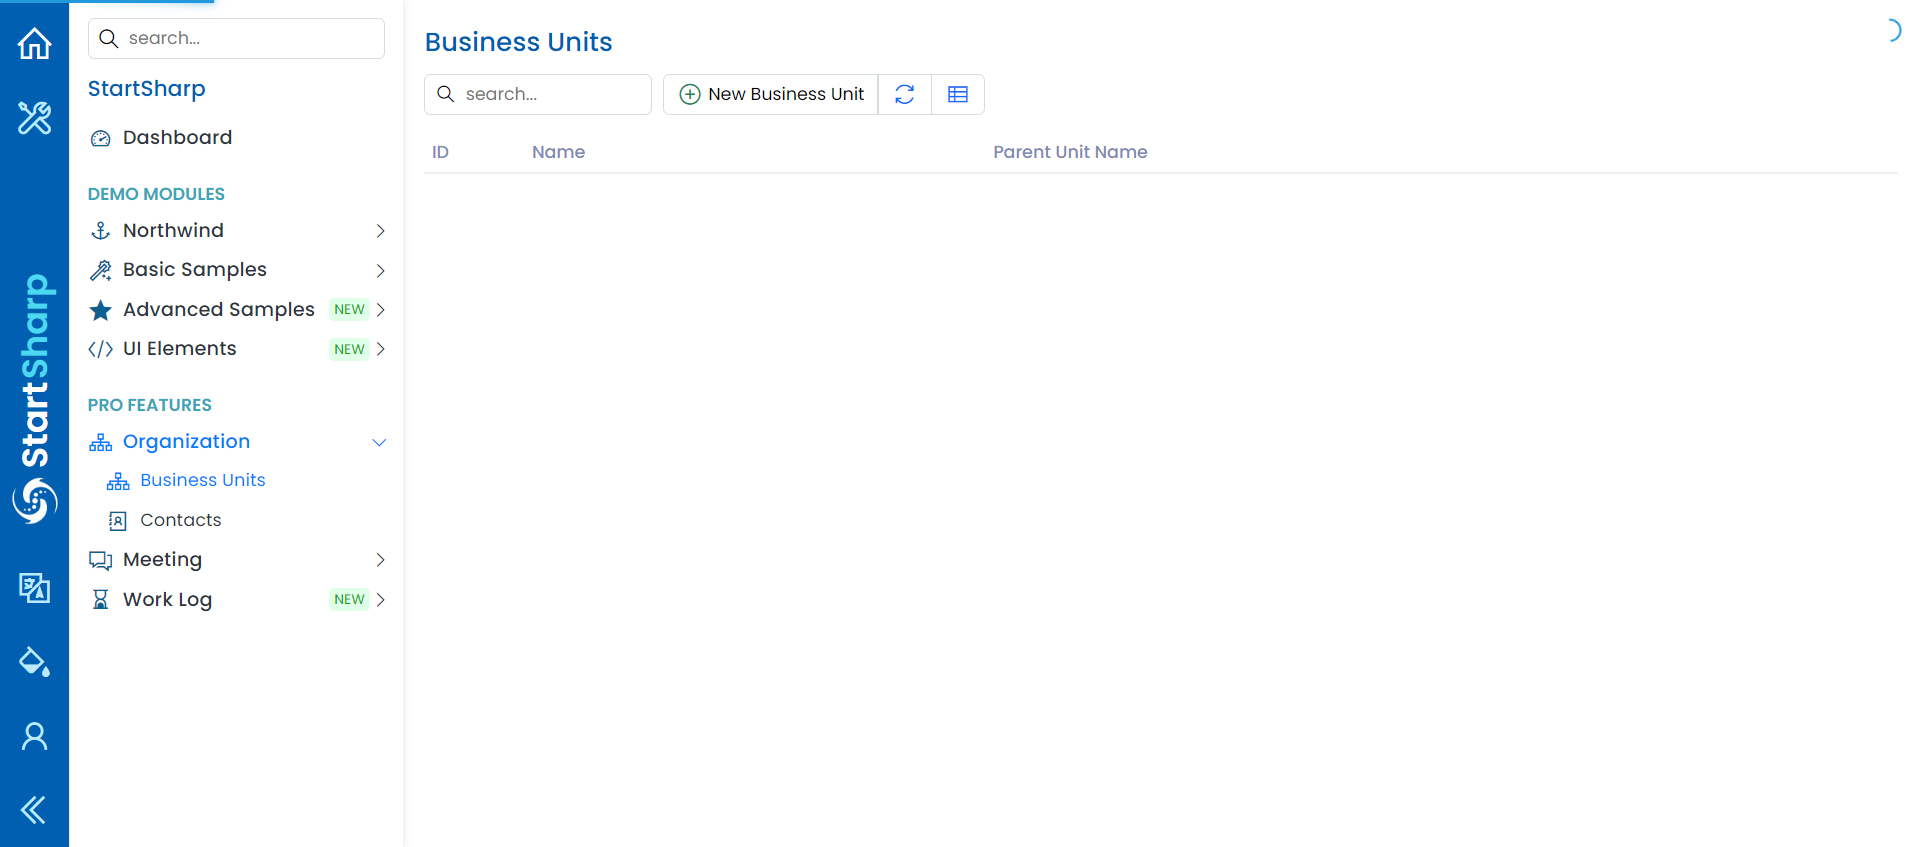 search...
StartSharp
Dashboard
DEMO MODULES
Northwind
Basic Samples
Advanced Samples NEW
UI Elements NEW
PRO FEATURES
Organization
Business Units
Contacts
Meeting
Work Log NEW
StartSharp
Business Units
search...
New Business Unit
ID Name Parent Unit Name